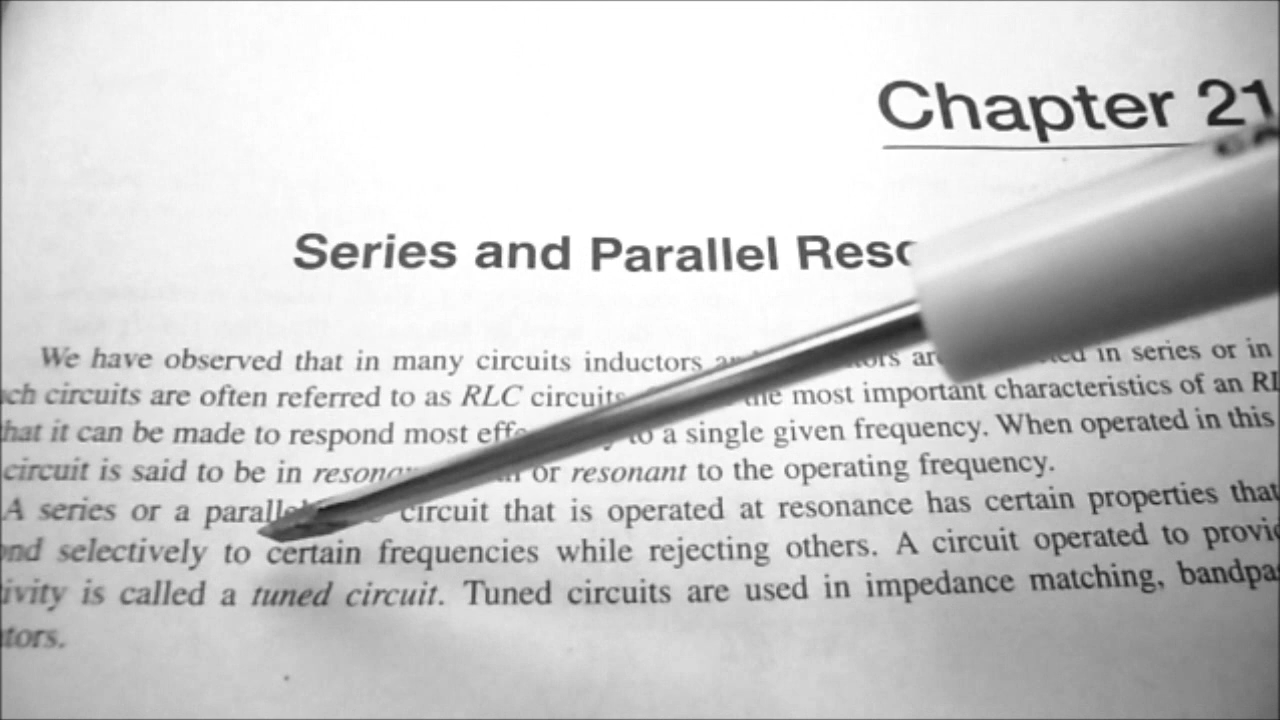 Chapter 21
Series and Parallel Reso
We have observed that in many circuits inductors in series or in
ch circuits are often referred to as RLC circuits most important characteristics of an RL
hat it can be made to respond most to a single given frequency. When operated in this
circuit is said to be in or resonant to the operating frequency.
A series or a circuit that is operated at resonance has certain properties that
nd selectively to certain frequencies while rejecting others. A circuit operated to provid
ivity is called a tuned circuit. Tuned circuits are used in impedance matching, bandpas
tors.